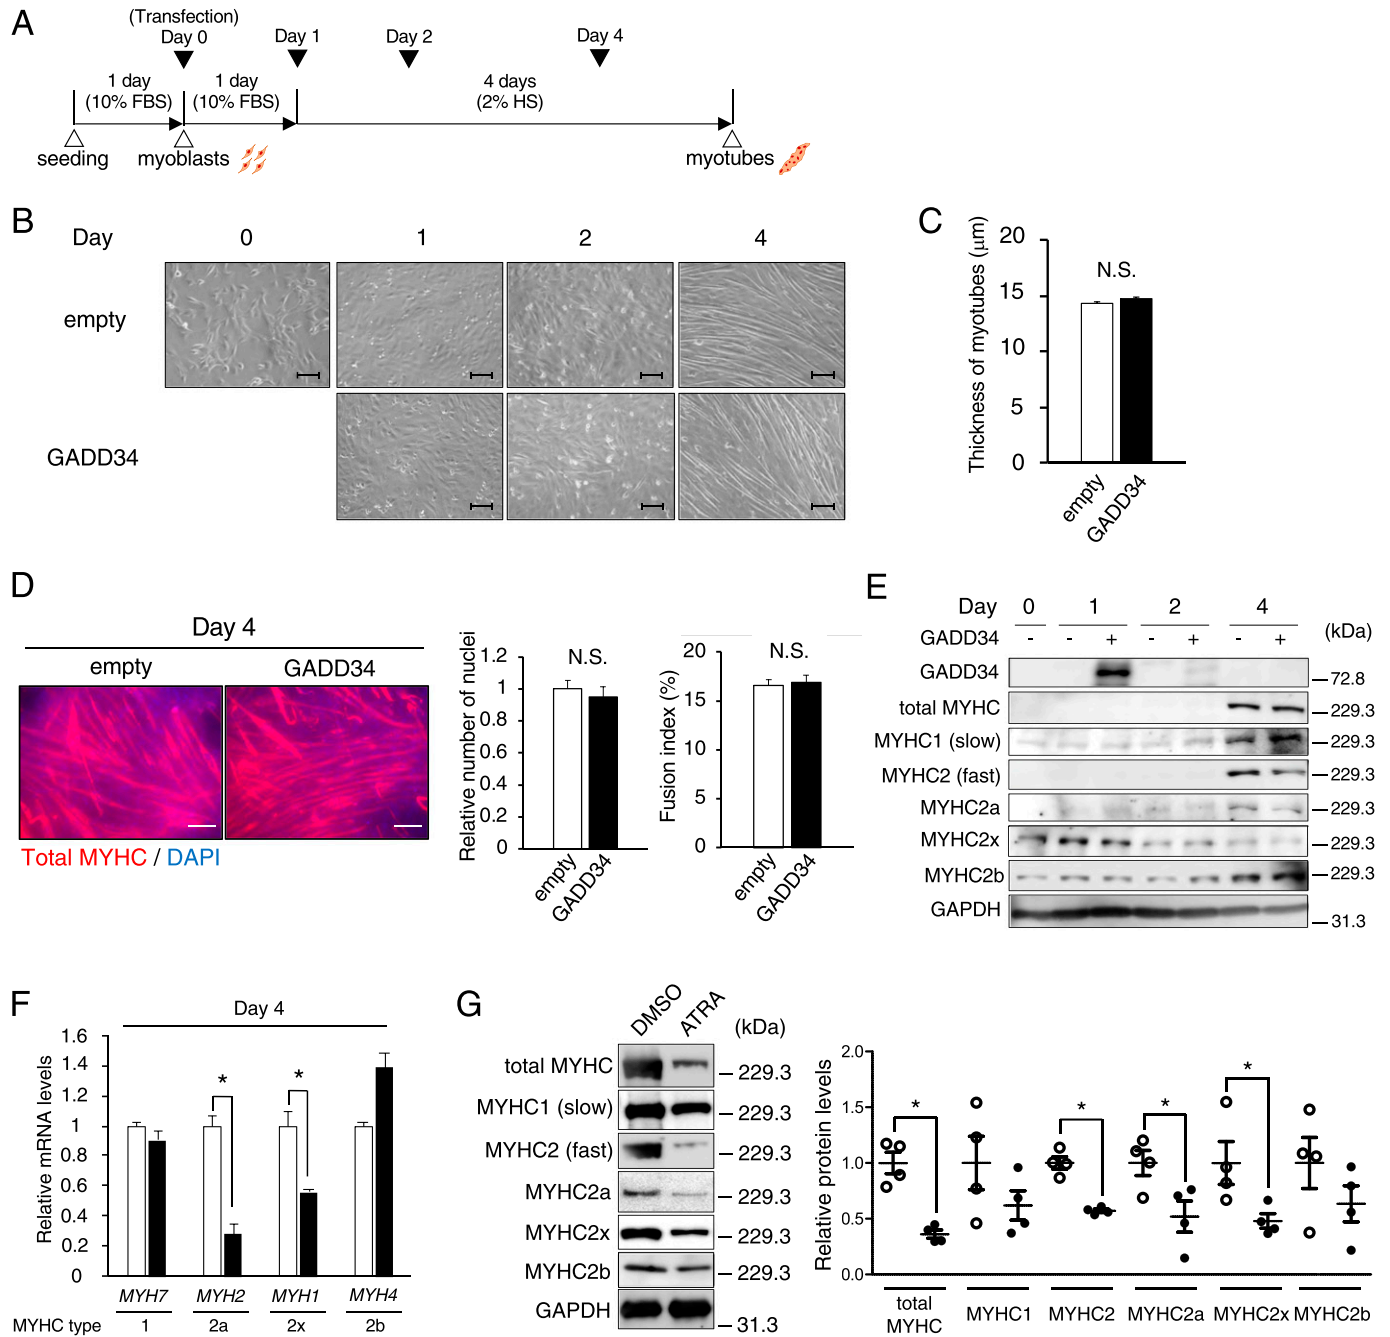 A
(Transfection)
Day 0
Day 1
Day 2
Day 4
1 day
(10% FBS)
1 day
(10% FBS)
4 days
(2% HS)
seeding
myoblasts
myotubes
B
Day 0 1 2 4
empty
GADD34
C
Thickness of myotubes (μm)
20
15
10
5
0
N.S.
empty
GADD34
D
Day 4
empty GADD34
Total MYHC / DAPI
Relative number of nuclei
1.2
1
0.8
0.6
0.4
0.2
0
N.S.
empty
GADD34
Fusion index (%)
20
15
10
5
0
N.S.
empty
GADD34
E
Day 0 1 2 4
GADD34 - - + - + - + (kDa)
GADD34 72.8
total MYHC 229.3
MYHC1 (slow) 229.3
MYHC2 (fast) 229.3
MYHC2a 229.3
MYHC2x 229.3
MYHC2b 229.3
GAPDH 31.3
F
Day 4
Relative mRNA levels
1.6
1.4
1.2
1
0.8
0.6
0.4
0.2
0
* *
MYH7 MYH2 MYH1 MYH4
MYHC type 1 2a 2x 2b
G
DMSO ATRA (kDa)
total MYHC 229.3
MYHC1 (slow) 229.3
MYHC2 (fast) 229.3
MYHC2a 229.3
MYHC2x 229.3
MYHC2b 229.3
GAPDH 31.3
Relative protein levels
2.0
1.5
1.0
0.5
0.0
* * * *
total
MYHC
MYHC1 MYHC2 MYHC2a MYHC2x MYHC2b